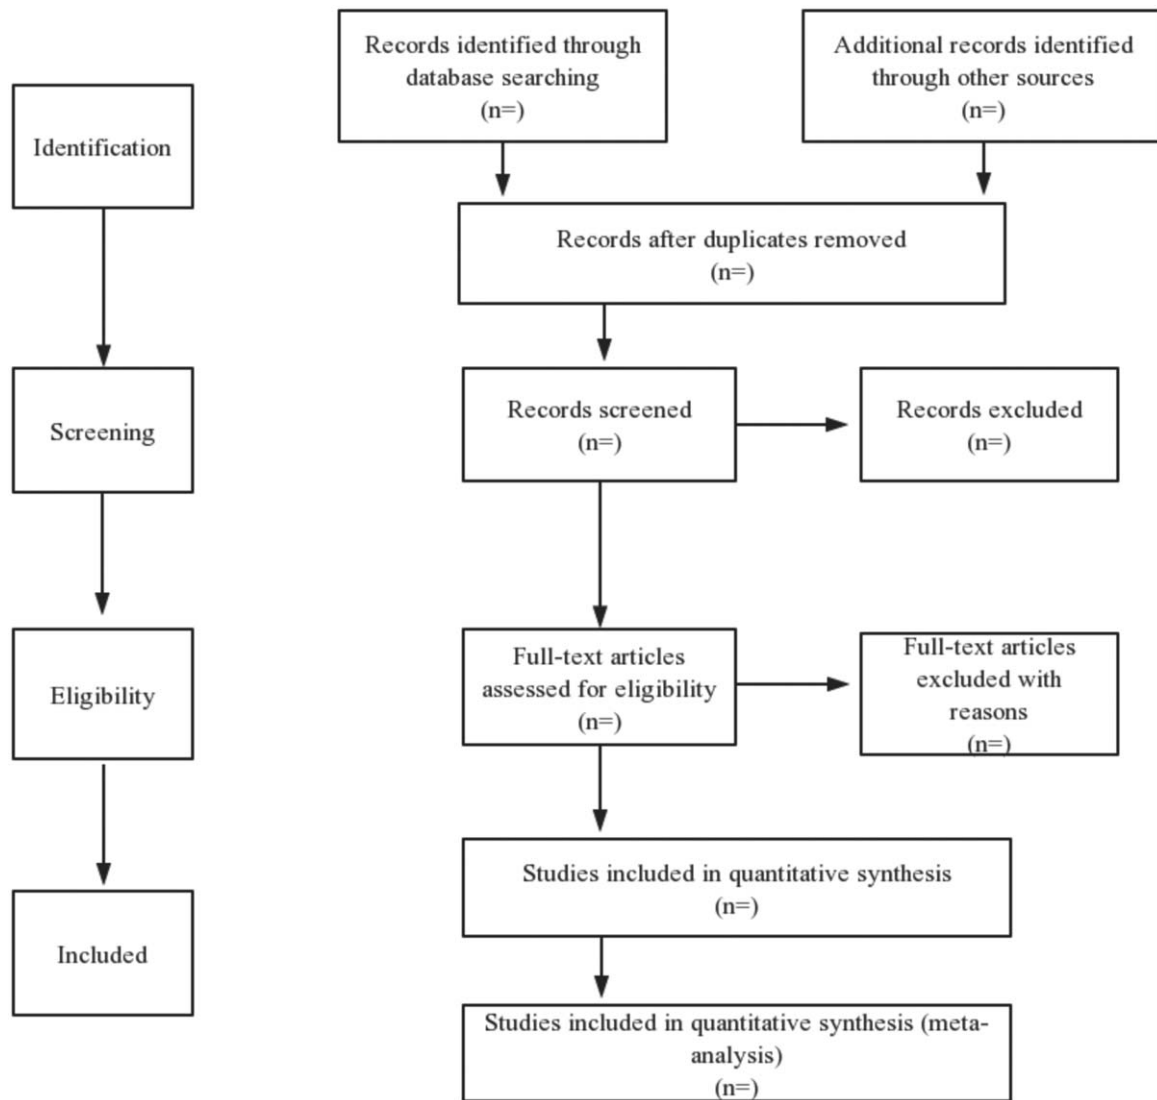 Records identified through
database searching
(n=)
Additional records identified
through other sources
(n=)
Identification
Records after duplicates removed
(n=)
Screening
Records screened
(n=)
Records excluded
(n=)
Eligibility
Full-text articles
assessed for eligibility
(n=)
Full-text articles
excluded with
reasons
(n=)
Included
Studies included in quantitative synthesis
(n=)
Studies included in quantitative synthesis (meta-
analysis)
(n=)